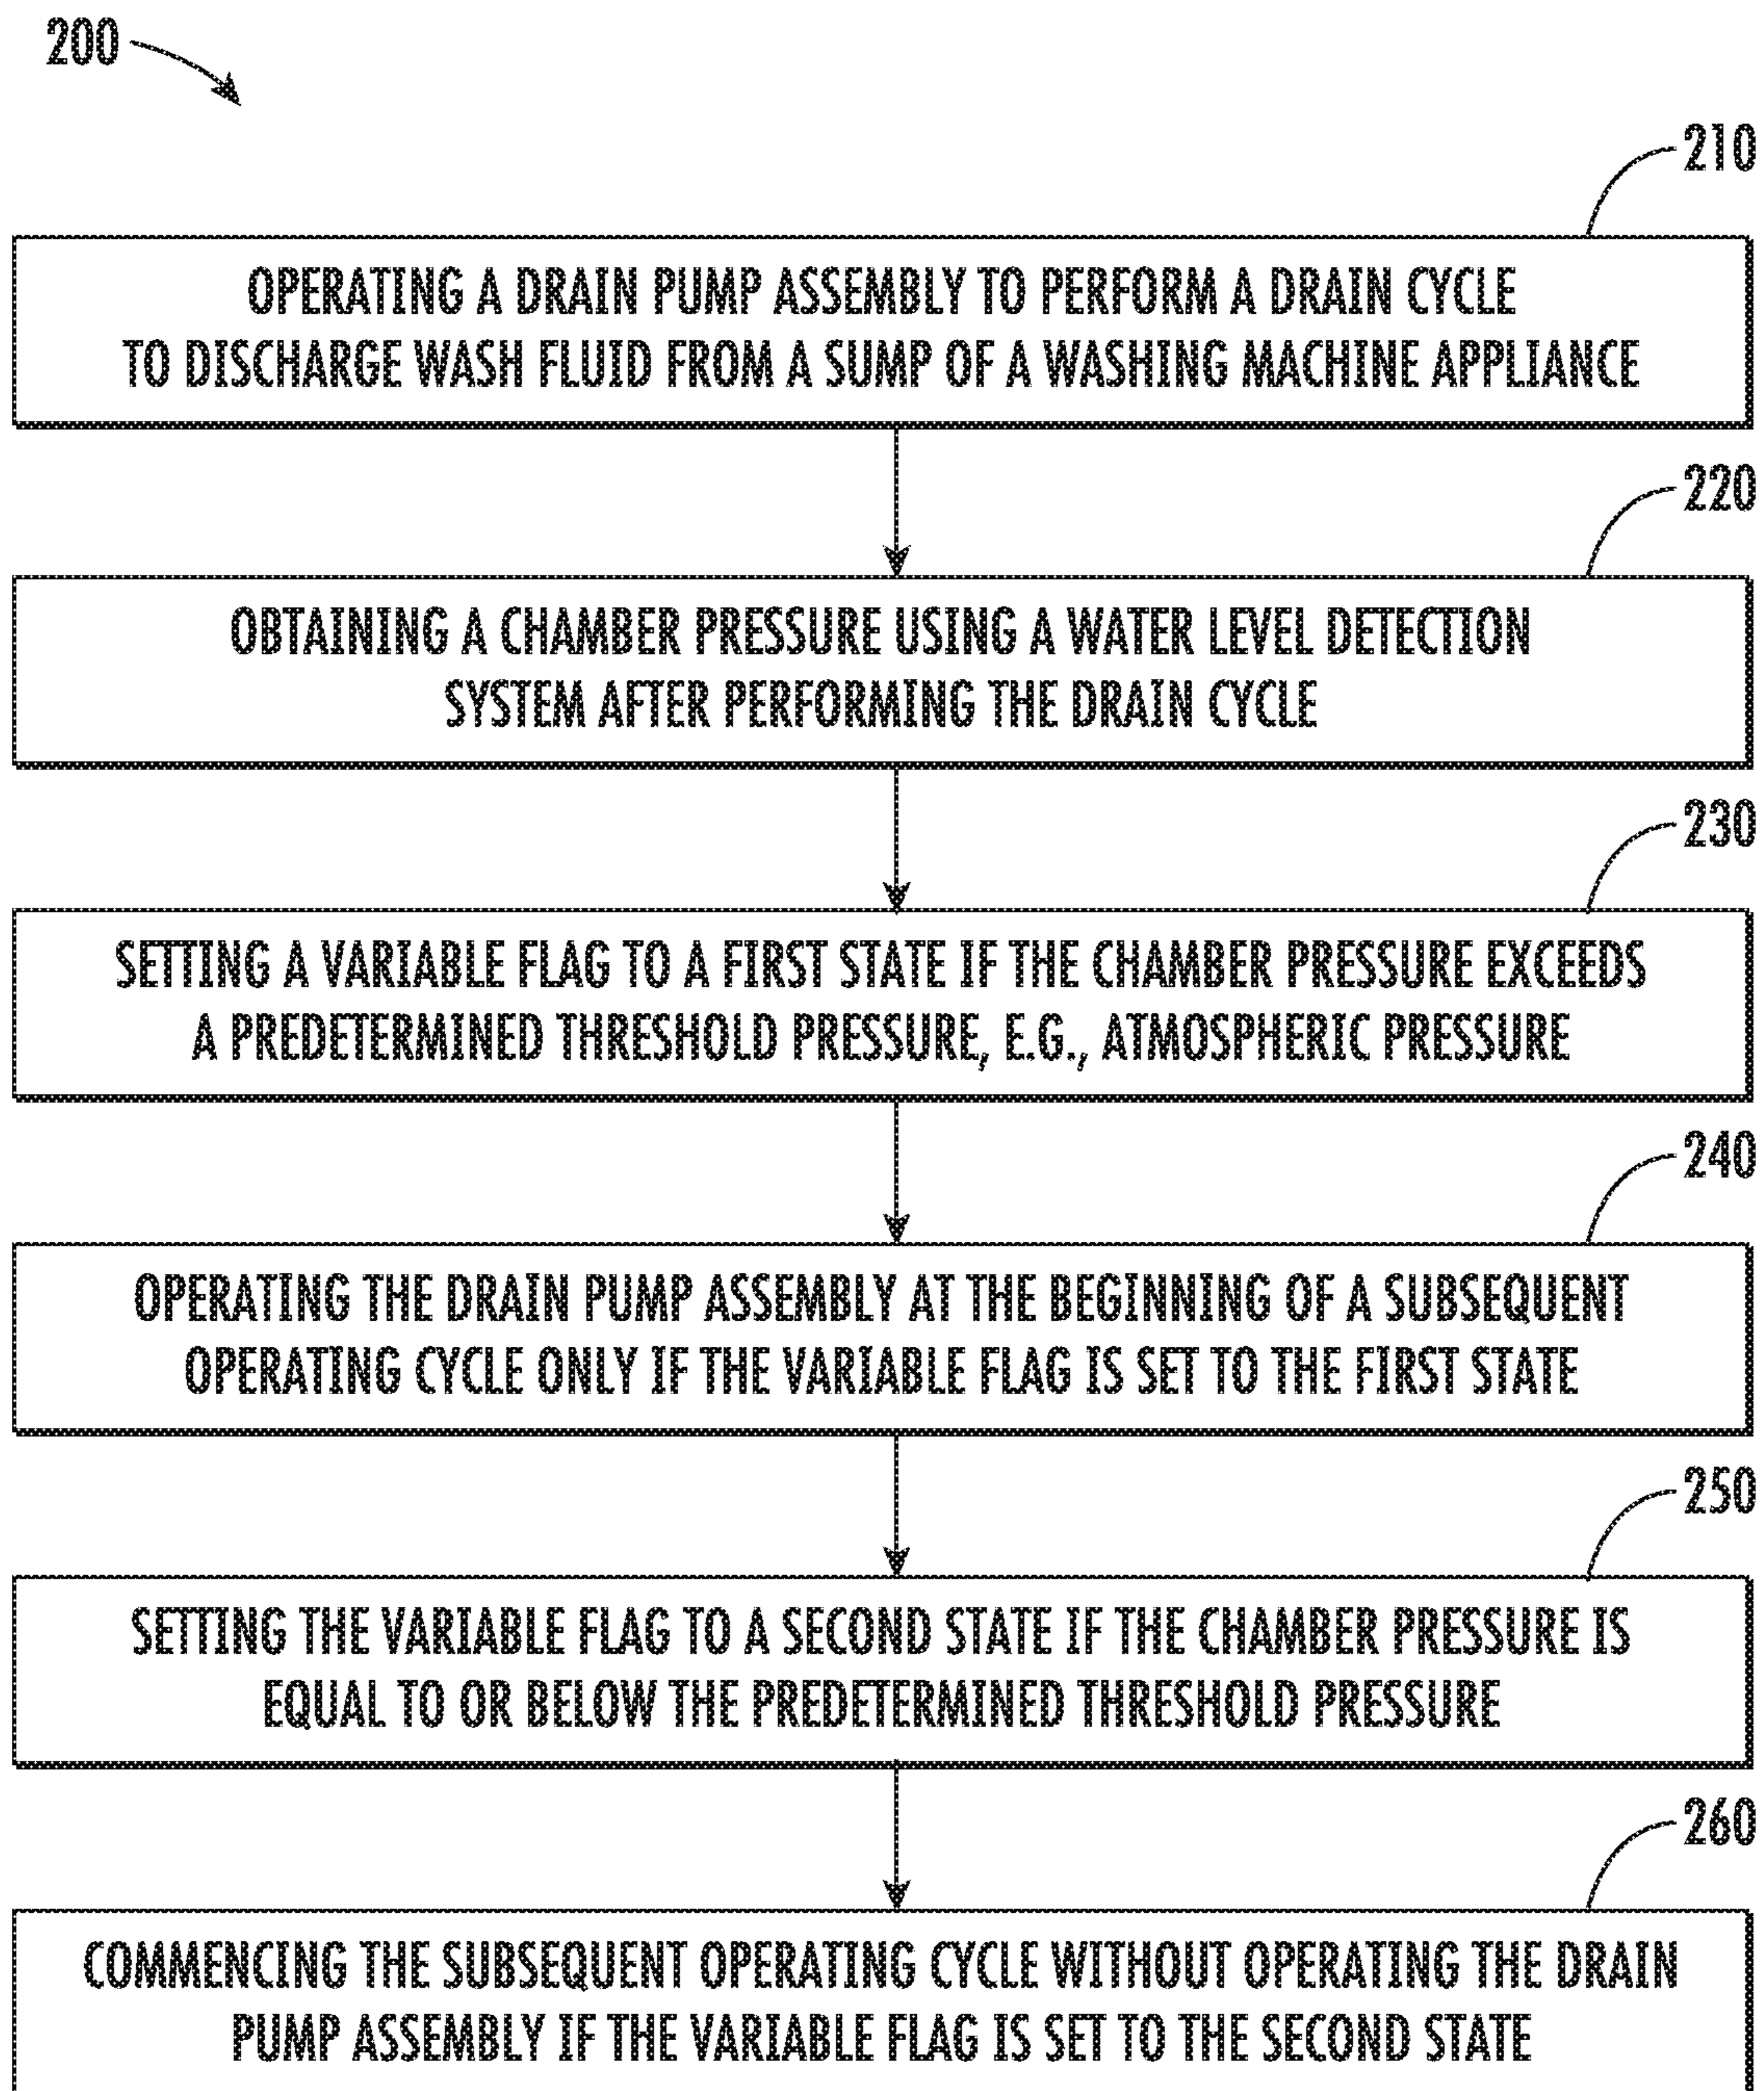 200
210
OPERATING A DRAIN PUMP ASSEMBLY TO PERFORM A DRAIN CYCLE
TO DISCHARGE WASH FLUID FROM A SUMP OF A WASHING MACHINE APPLIANCE
220
OBTAINING A CHAMBER PRESSURE USING A WATER LEVEL DETECTION
SYSTEM AFTER PERFORMING THE DRAIN CYCLE
230
SETTING A VARIABLE FLAG TO A FIRST STATE IF THE CHAMBER PRESSURE EXCEEDS
A PREDETERMINED THRESHOLD PRESSURE, E.G., ATMOSPHERIC PRESSURE
240
OPERATING THE DRAIN PUMP ASSEMBLY AT THE BEGINNING OF A SUBSEQUENT
OPERATING CYCLE ONLY IF THE VARIABLE FLAG IS SET TO THE FIRST STATE
250
SETTING THE VARIABLE FLAG TO A SECOND STATE IF THE CHAMBER PRESSURE IS
EQUAL TO OR BELOW THE PREDETERMINED THRESHOLD PRESSURE
260
COMMENCING THE SUBSEQUENT OPERATING CYCLE WITHOUT OPERATING THE DRAIN
PUMP ASSEMBLY IF THE VARIABLE FLAG IS SET TO THE SECOND STATE